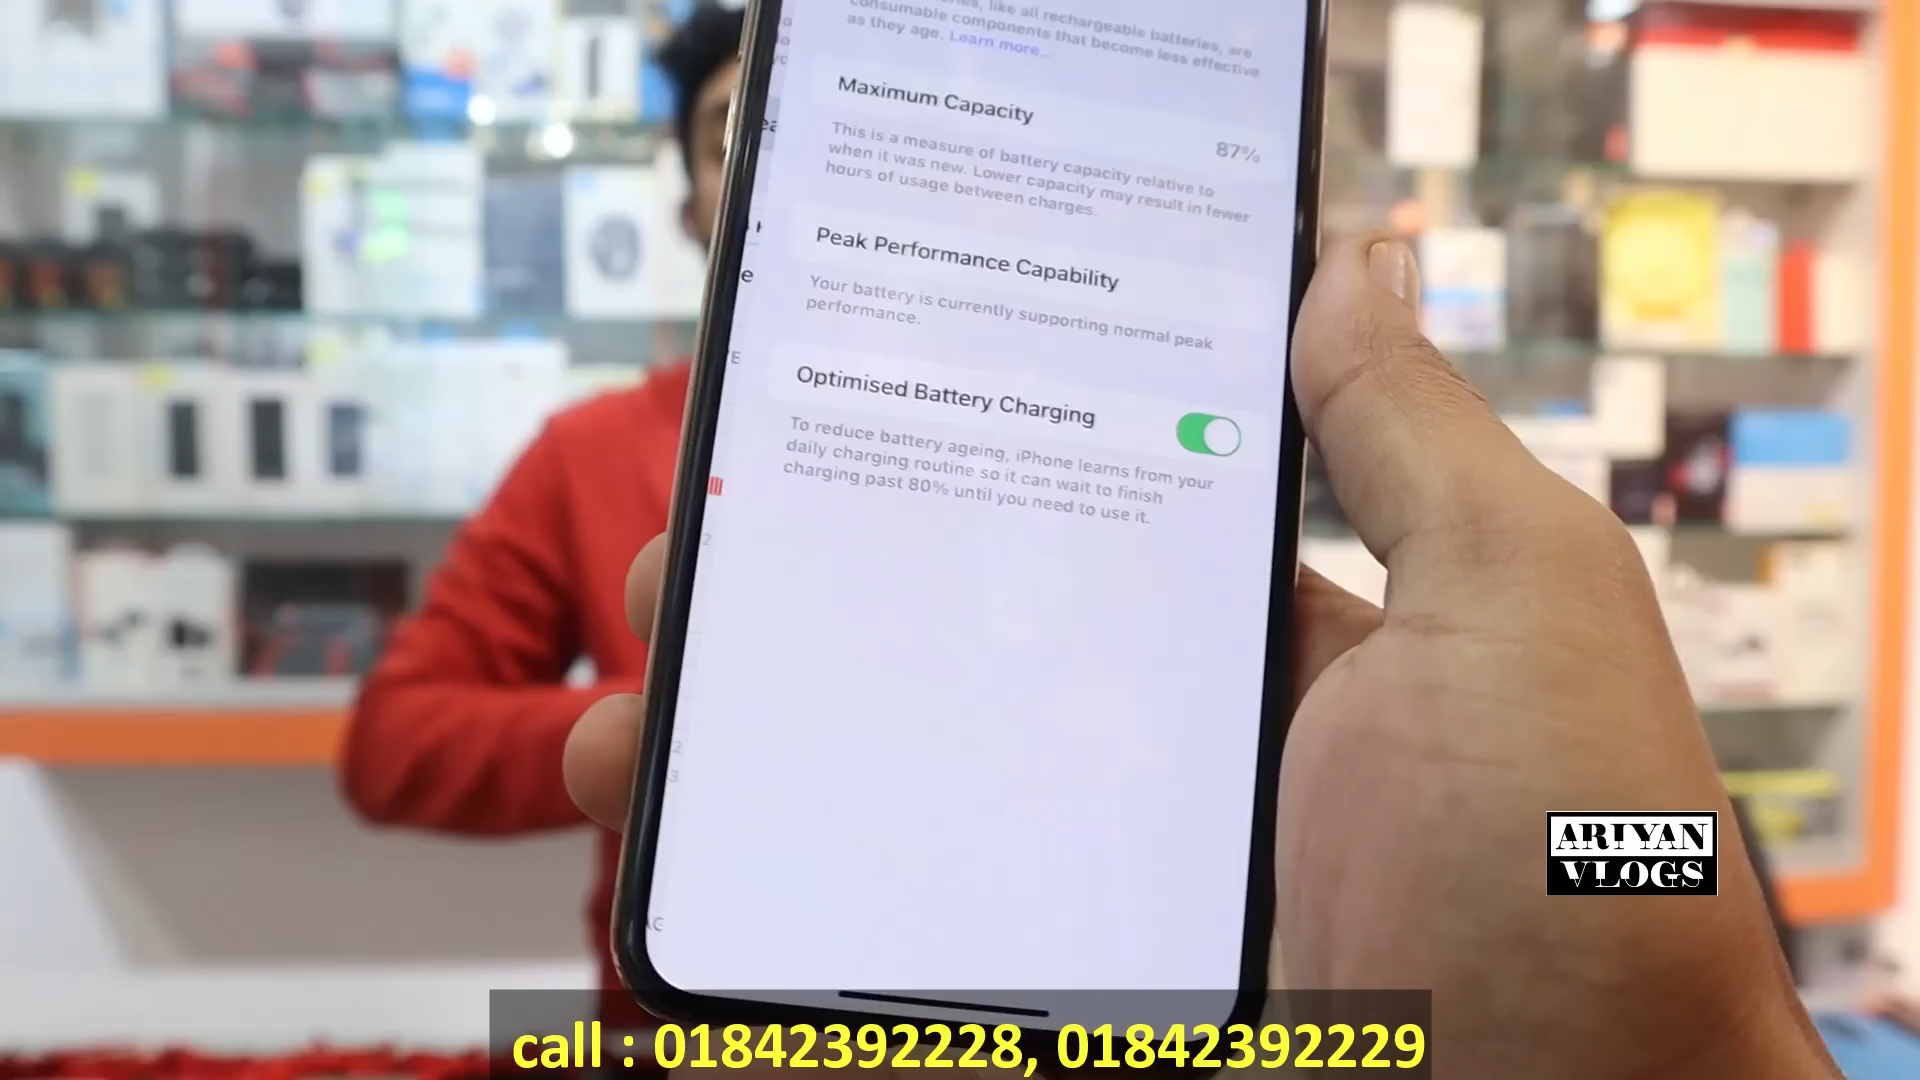 like all rechargeable batteries, are
consumable components that become less effective
as they age. Learn more...
Maximum Capacity
87%
This is a measure of battery capacity relative to
when it was new. Lower capacity may result in fewer
hours of usage between charges.
Peak Performance Capability
Your battery is currently supporting normal peak
performance.
Optimised Battery Charging
To reduce battery ageing, iPhone learns from your
daily charging routine so it can wait to finish
charging past 80% until you need to use it.
ARIYAN
VLOGS
call : 01842392228, 01842392229